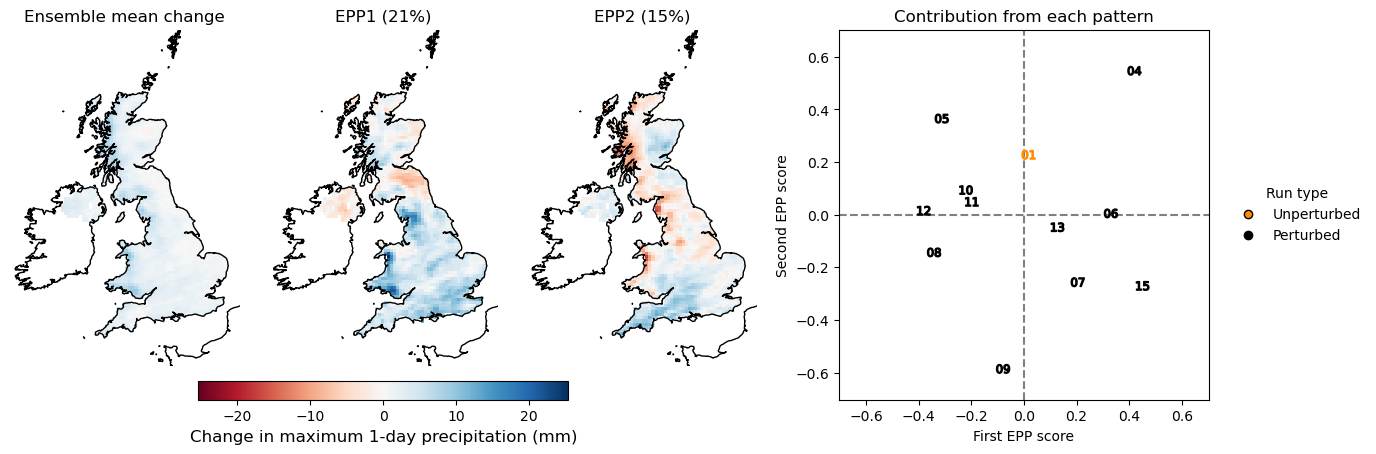 Ensemble mean change
EPP1 (21%)
EPP2 (15%)
−20 −10 0 10 20
Change in maximum 1-day precipitation (mm)
Contribution from each pattern
Second EPP score
0.6
0.4
0.2
0.0
−0.2
−0.4
−0.6
04
05
01
10
11
12
06
13
08
07
15
09
−0.6 −0.4 −0.2 0.0 0.2 0.4 0.6
First EPP score
Run type
Unperturbed
Perturbed